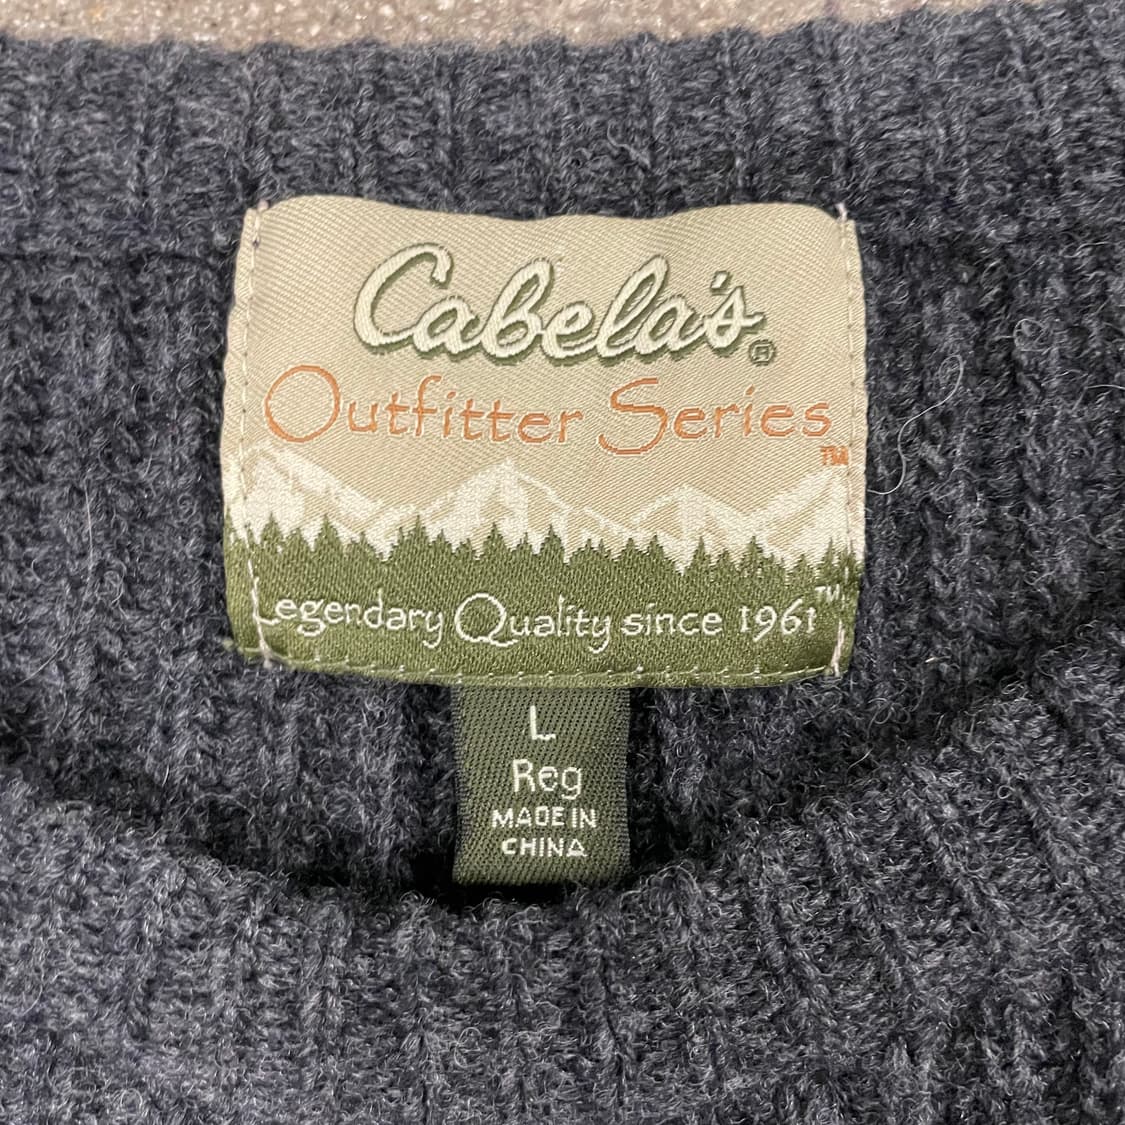 Cabela's®
Outfitter Series™
Legendary Quality since 1961™
L
Reg
MADE IN
CHINA